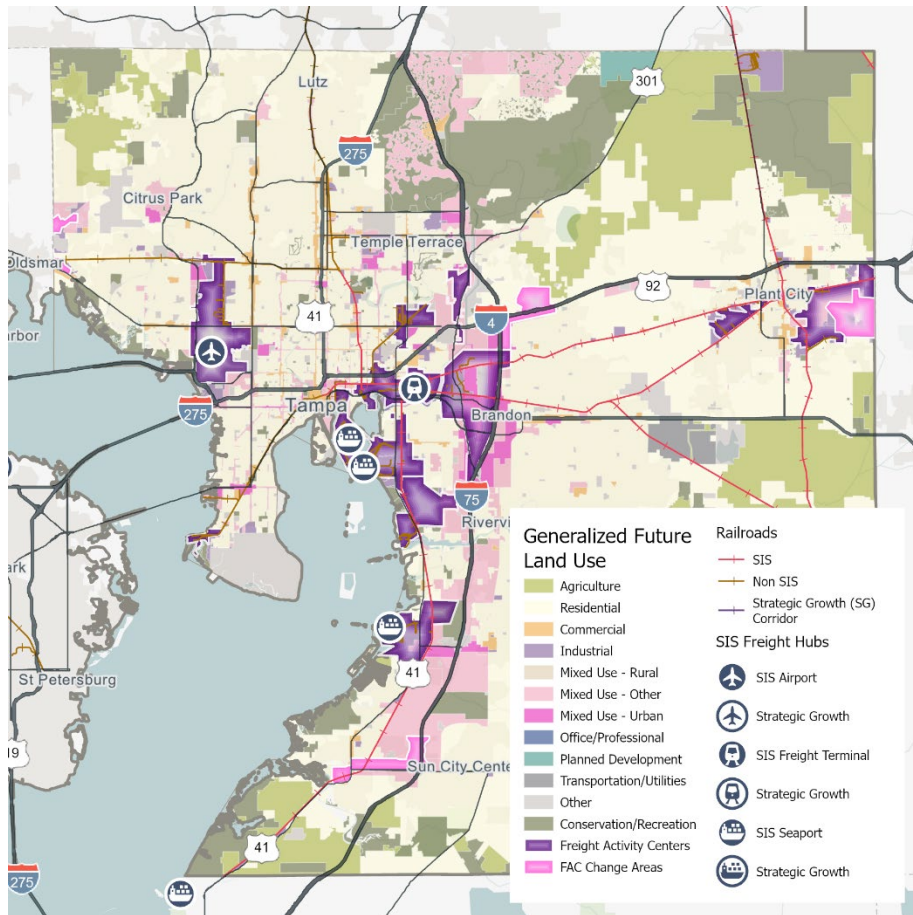 Lutz
301
275
Citrus Park
Temple Terrace
Oldsmar
41
92
Plant City
4
arbor
275
Tampa
Brandon
75
Rivervi
ark
St Petersburg
41
19
Sun City Cente
41
275
Generalized Future
Land Use
Agriculture
Residential
Commercial
Industrial
Mixed Use - Rural
Mixed Use - Other
Mixed Use - Urban
Office/Professional
Planned Development
Transportation/Utilities
Other
Conservation/Recreation
Freight Activity Centers
FAC Change Areas
Railroads
SIS
Non SIS
Strategic Growth (SG)
Corridor
SIS Freight Hubs
SIS Airport
Strategic Growth
SIS Freight Terminal
Strategic Growth
SIS Seaport
Strategic Growth